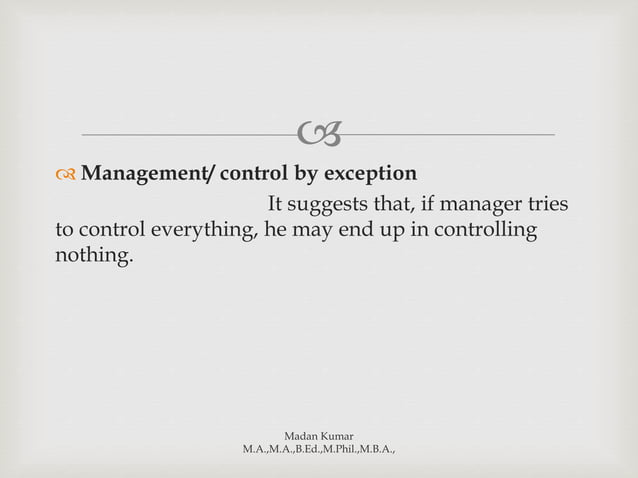 Management/ control by exception
It suggests that, if manager tries
to control everything, he may end up in controlling
nothing.
Madan Kumar
M.A.,M.A.,B.Ed.,M.Phil.,M.B.A.,